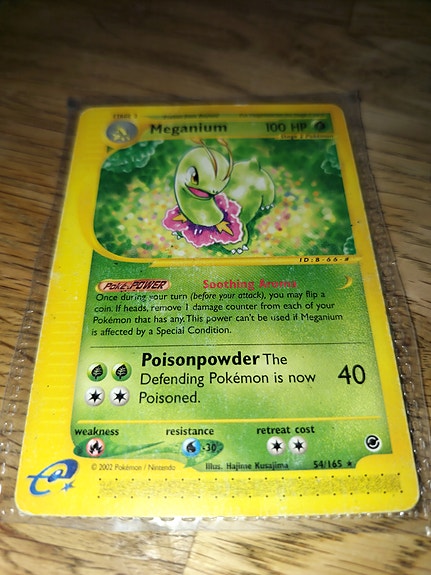 Meganium 100 HP
Stage 2 Pokémon
ID:B-66-#
POKÉ-POWER Soothing Aroma
Once during your turn (before your attack), you may flip a
coin. If heads, remove 1 damage counter from each of your
Pokémon that has any. This power can't be used if Meganium
is affected by a Special Condition.
Poisonpowder The
Defending Pokémon is now 40
Poisoned.
weakness resistance retreat cost
-30
© 2002 Pokémon / Nintendo Illus. Hajime Kusajima 54/165 ★
e